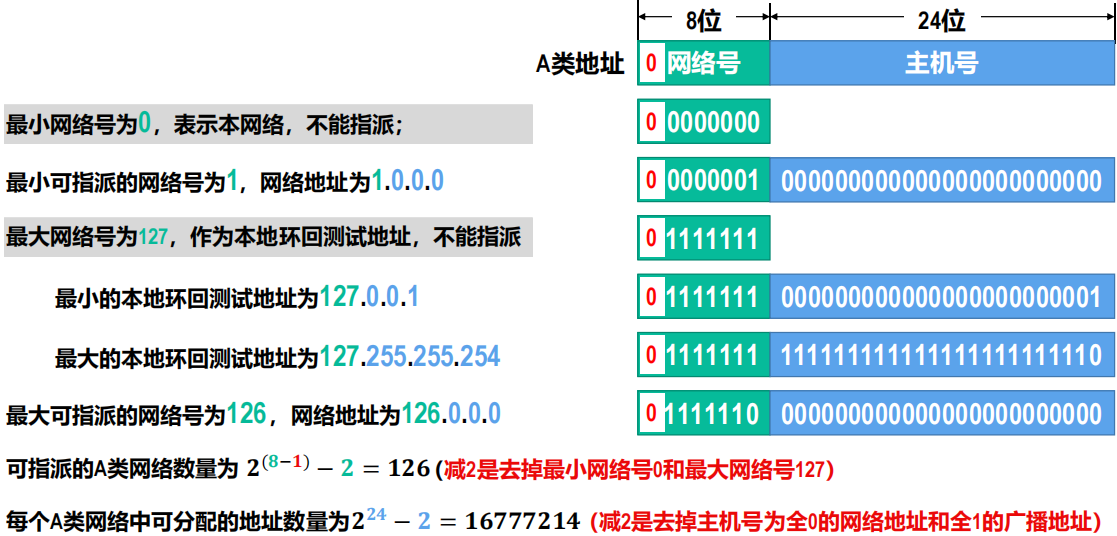 8位 24位
A类地址 0 网络号 主机号
最小网络号为0，表示本网络，不能指派； 0 0000000
最小可指派的网络号为1，网络地址为1.0.0.0 0 0000001 000000000000000000000000
最大网络号为127，作为本地环回测试地址，不能指派 0 1111111
最小的本地环回测试地址为127.0.0.1 0 1111111 000000000000000000000001
最大的本地环回测试地址为127.255.255.254 0 1111111 111111111111111111111110
最大可指派的网络号为126，网络地址为126.0.0.0 0 1111110 000000000000000000000000
可指派的A类网络数量为 2⁽⁸⁻¹⁾ − 2 = 126 (减2是去掉最小网络号0和最大网络号127)
每个A类网络中可分配的地址数量为2²⁴ − 2 = 16777214 (减2是去掉主机号为全0的网络地址和全1的广播地址)